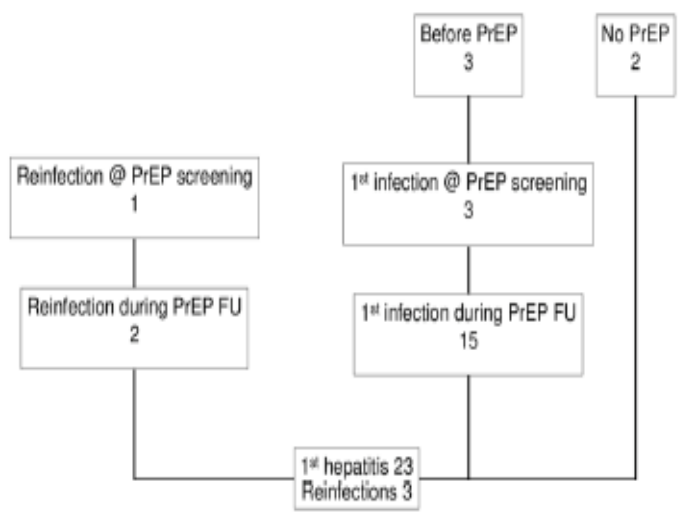 Before PrEP
3
No PrEP
2
Reinfection @ PrEP screening
1
1st infection @ PrEP screening
3
Reinfection during PrEP FU
2
1st infection during PrEP FU
15
1st hepatitis 23
Reinfections 3